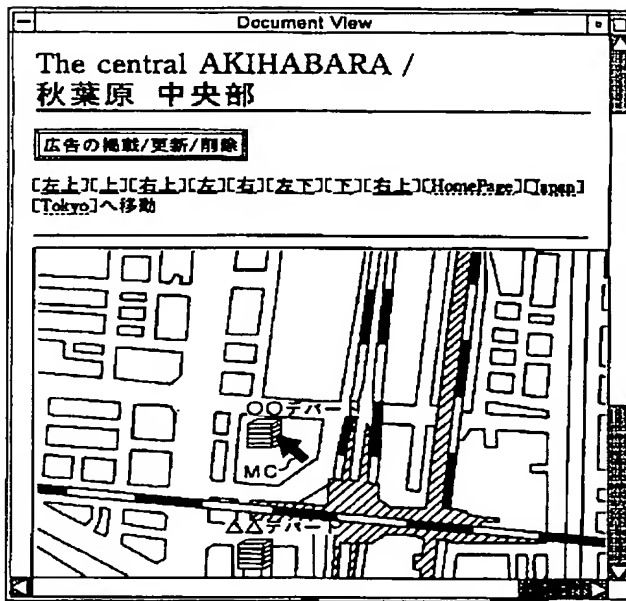 Document View
The central AKIHABARA /
秋葉原 中央部
広告の掲載/更新/削除
[左上][上][右上][左][右][左下][下][右上][HomePage][Japan]
[Tokyo]へ移動
○○デパー
MC
△△デパート